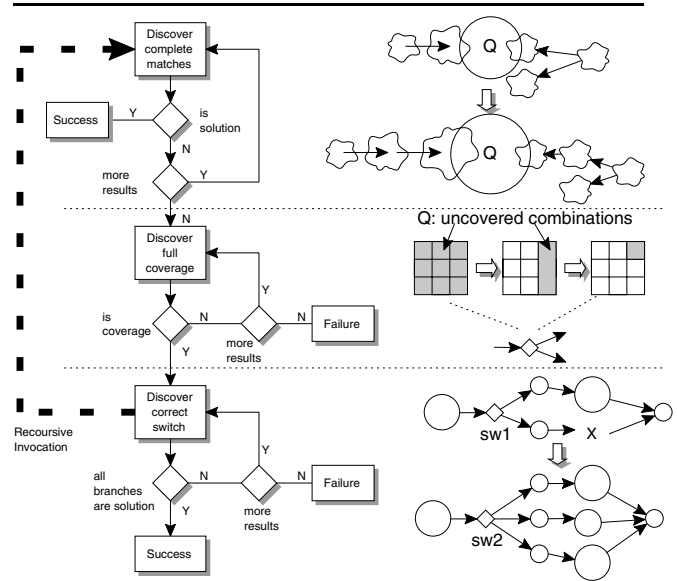 Discover
complete
matches
Q
Success
Y
is
solution
N
more
results
Y
Q
N
Q: uncovered combinations
Discover
full
coverage
Y
is
coverage
N
N
Failure
more
results
Y
Discover
correct
switch
sw1
X
Recoursive
Invocation
Y
all
branches
are solution
N
N
Failure
more
results
Y
sw2
Success